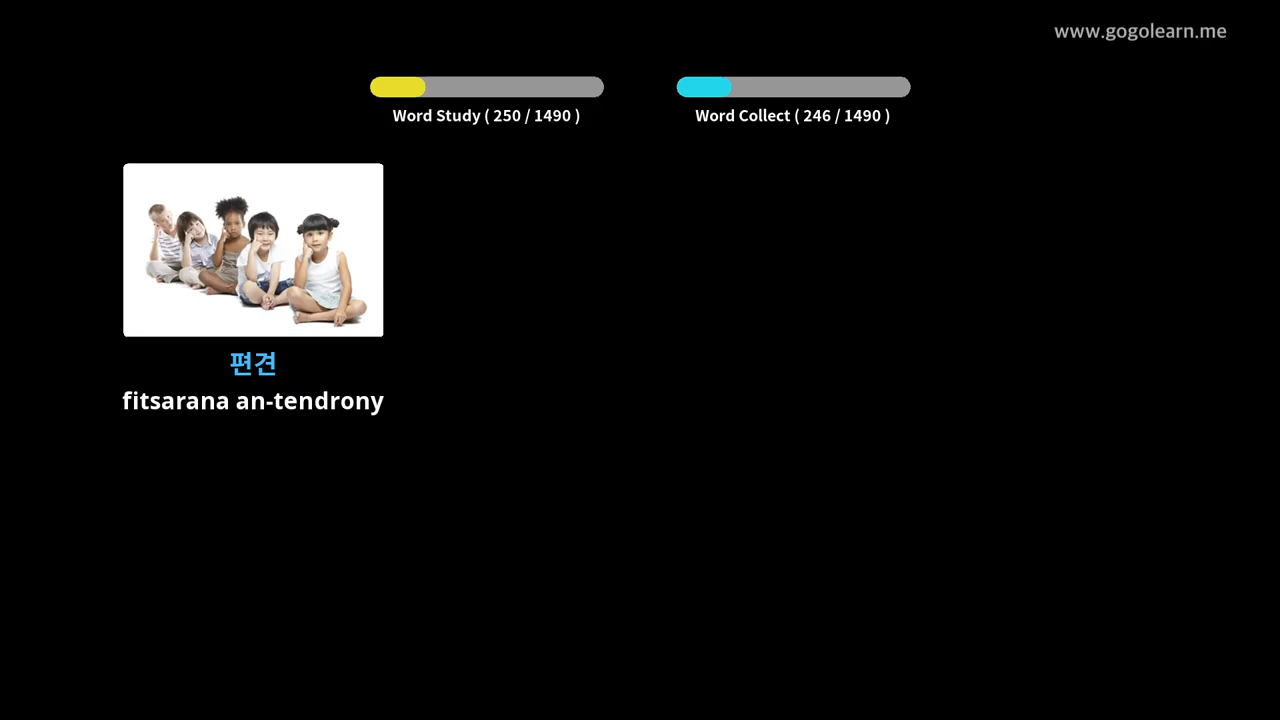 www.gogolearn.me
Word Study ( 250 / 1490 )
Word Collect ( 246 / 1490 )
편견
fitsarana an-tendrony